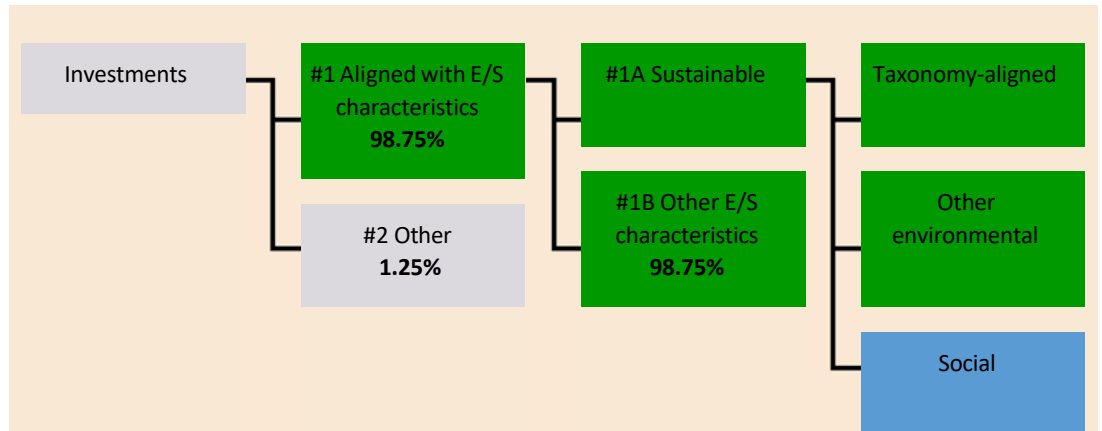 Investments
#1 Aligned with E/S
characteristics
98.75%
#2 Other
1.25%
#1A Sustainable
#1B Other E/S
characteristics
98.75%
Taxonomy-aligned
Other
environmental
Social